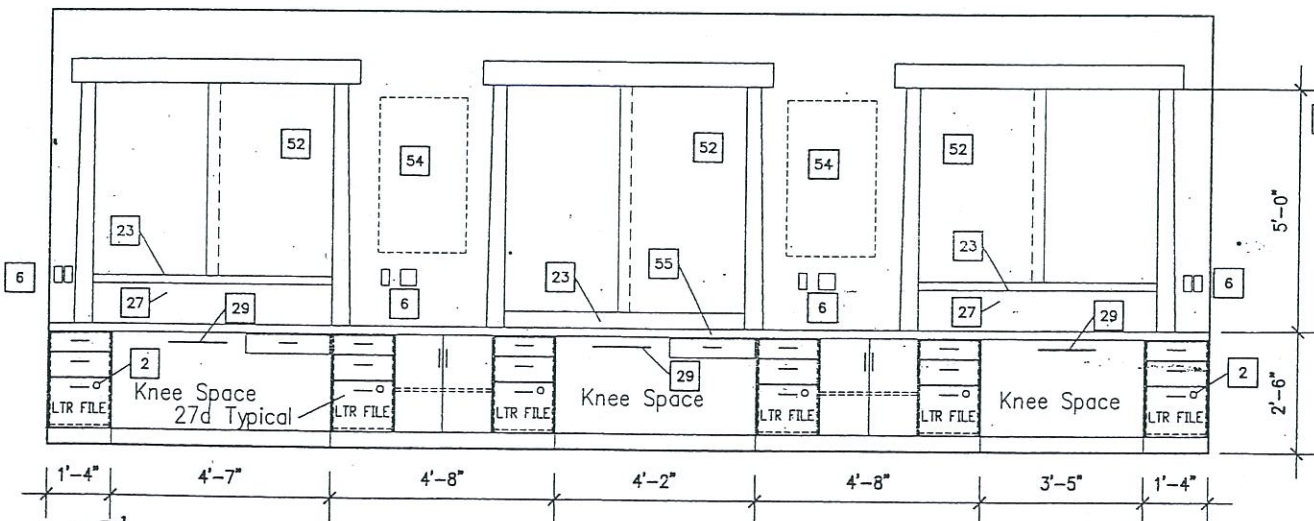 52
54
52
54
52
5'-0"
23
55
23
23
6
6
6
6
27
29
27
29
2
Knee Space
29
Knee Space
Knee Space
2
2'-6"
LTR FILE
27d Typical
LTR FILE
LTR FILE
LTR FILE
LTR FILE
LTR FILE
1'-4"
4'-7"
4'-8"
4'-2"
4'-8"
3'-5"
1'-4"